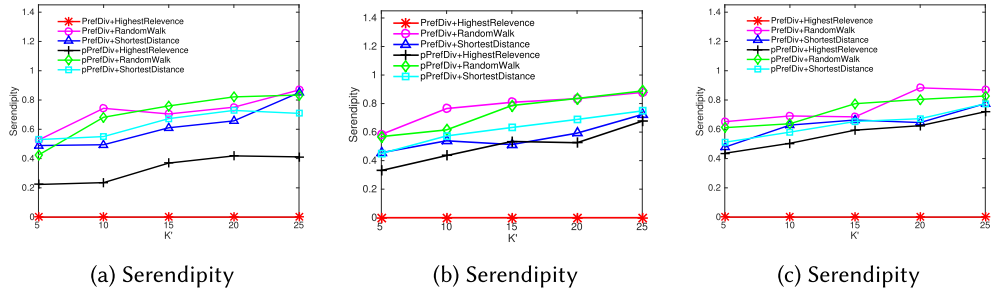 PrefDiv+HighestRelevence
PrefDiv+RandomWalk
PrefDiv+ShortestDistance
pPrefDiv+HighestRelevence
pPrefDiv+RandomWalk
pPrefDiv+ShortestDistance
1.4
1.2
1
0.8
0.6
0.4
0.2
0
Serendipity
5
10
15
20
25
K'
(a) Serendipity
PrefDiv+HighestRelevence
PrefDiv+RandomWalk
PrefDiv+ShortestDistance
pPrefDiv+HighestRelevence
pPrefDiv+RandomWalk
pPrefDiv+ShortestDistance
1.4
1.2
1
0.8
0.6
0.4
0.2
0
Serendipity
5
10
15
20
25
K'
(b) Serendipity
PrefDiv+HighestRelevence
PrefDiv+RandomWalk
PrefDiv+ShortestDistance
pPrefDiv+HighestRelevence
pPrefDiv+RandomWalk
pPrefDiv+ShortestDistance
1.4
1.2
1
0.8
0.6
0.4
0.2
0
Serendipity
5
10
15
20
25
K'
(c) Serendipity